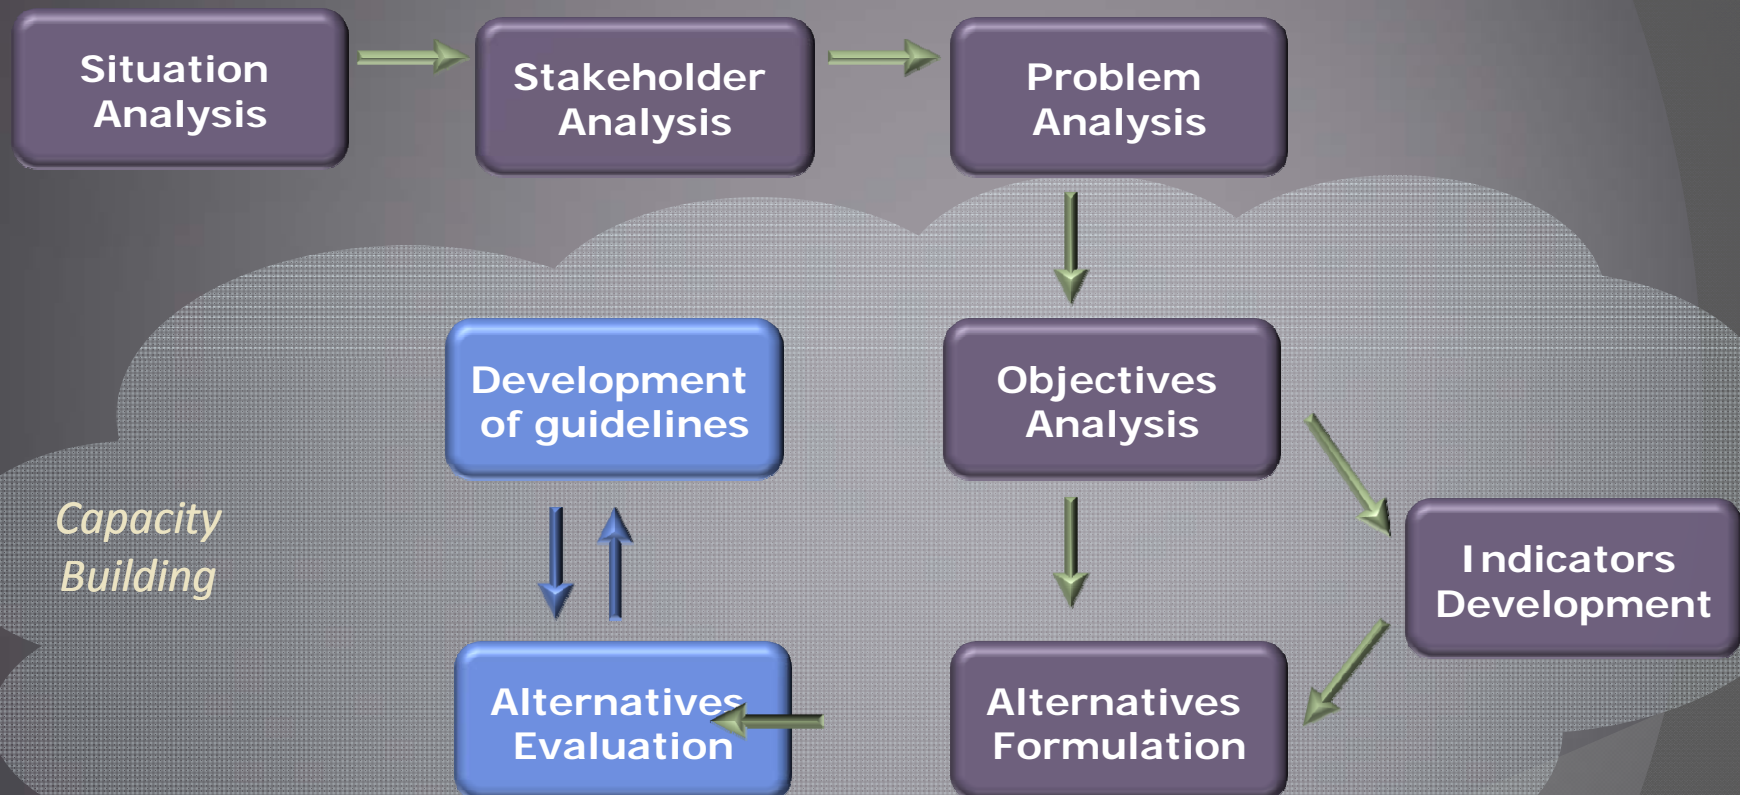 Situation
Analysis
Stakeholder
Analysis
Problem
Analysis
Development
of guidelines
Objectives
Analysis
Capacity
Building
Indicators
Development
Alternatives
Evaluation
Alternatives
Formulation